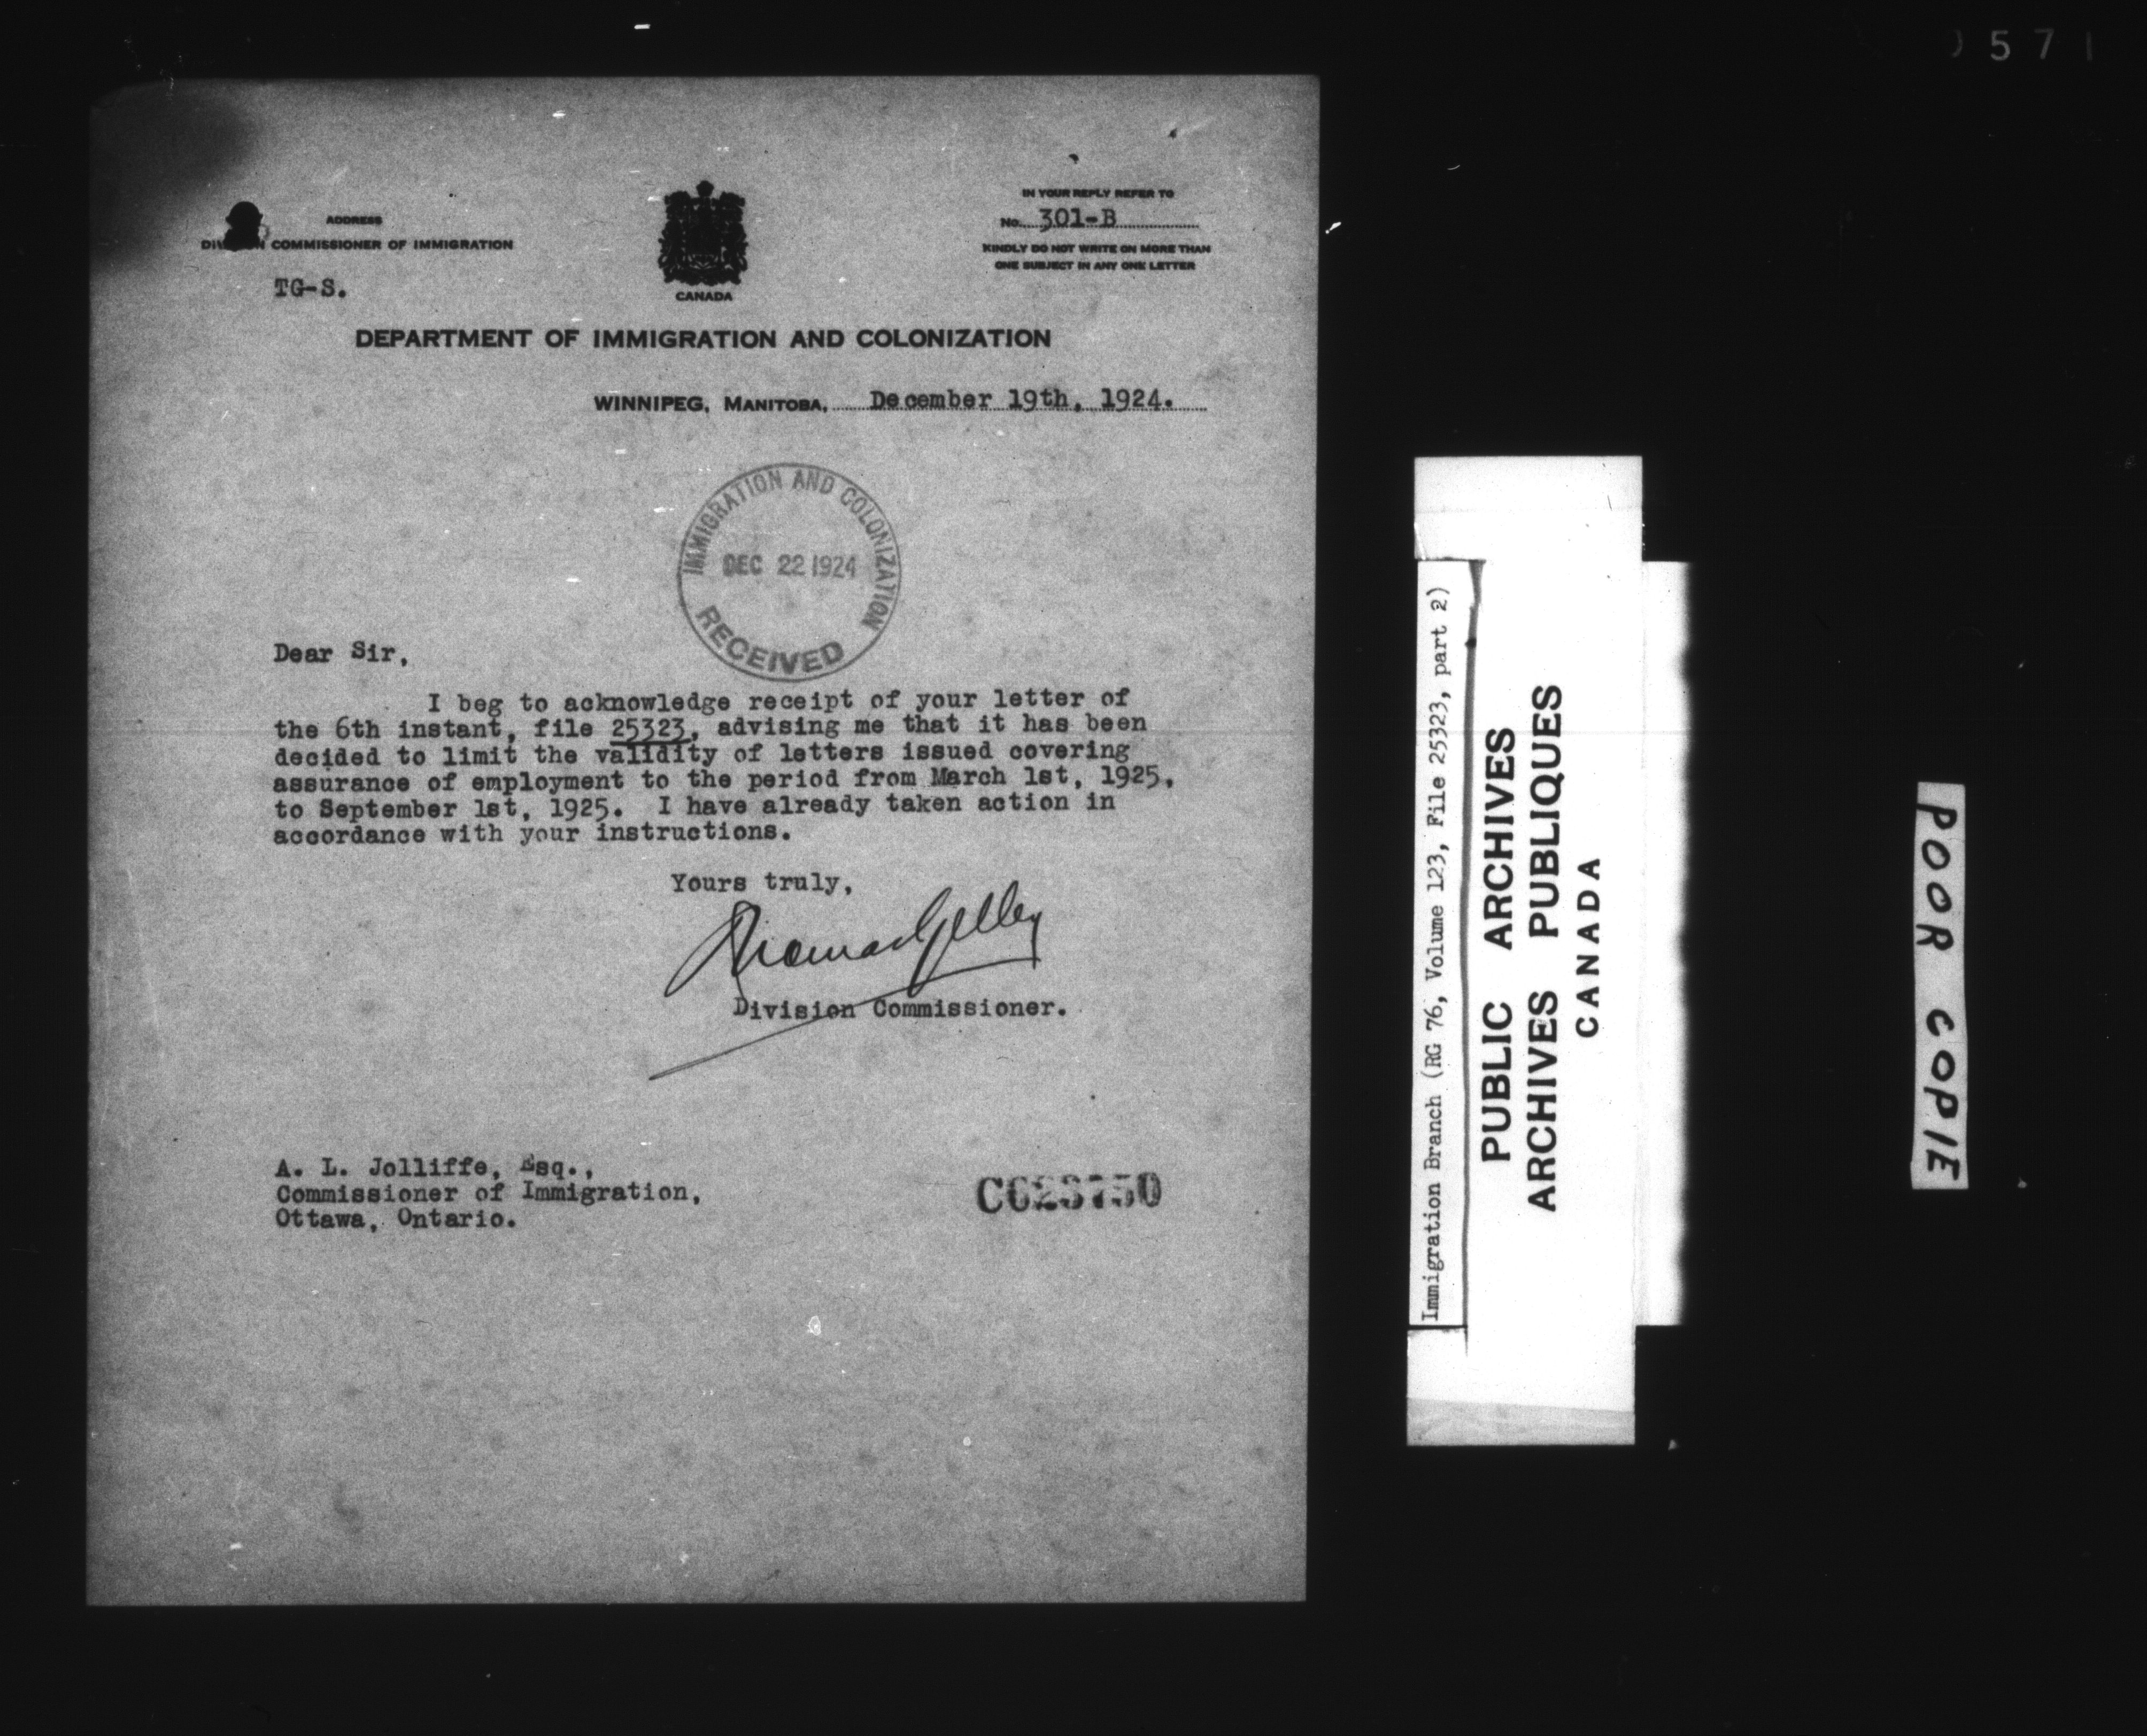 571
ADDRESS
DIVISION COMMISSIONER OF IMMIGRATION
TG-S.
CANADA
IN YOUR REPLY REFER TO
No. 301-B
KINDLY DO NOT WRITE ON MORE THAN
ONE SUBJECT IN ANY ONE LETTER
DEPARTMENT OF IMMIGRATION AND COLONIZATION
WINNIPEG, MANITOBA, December 19th, 1924.
IMMIGRATION AND COLONIZATION
DEC 22 1924
RECEIVED
Dear Sir,
I beg to acknowledge receipt of your letter of
the 6th instant, file 25323, advising me that it has been
decided to limit the validity of letters issued covering
assurance of employment to the period from March 1st, 1925,
to September 1st, 1925. I have already taken action in
accordance with your instructions.
Yours truly,
Thomas Gelley
Division Commissioner.
A. L. Jolliffe, Esq.,
Commissioner of Immigration,
Ottawa, Ontario.
Immigration Branch (RG 76, Volume 123, File 25323, part 2)
PUBLIC ARCHIVES
ARCHIVES PUBLIQUES
CANADA
POOR COPIE